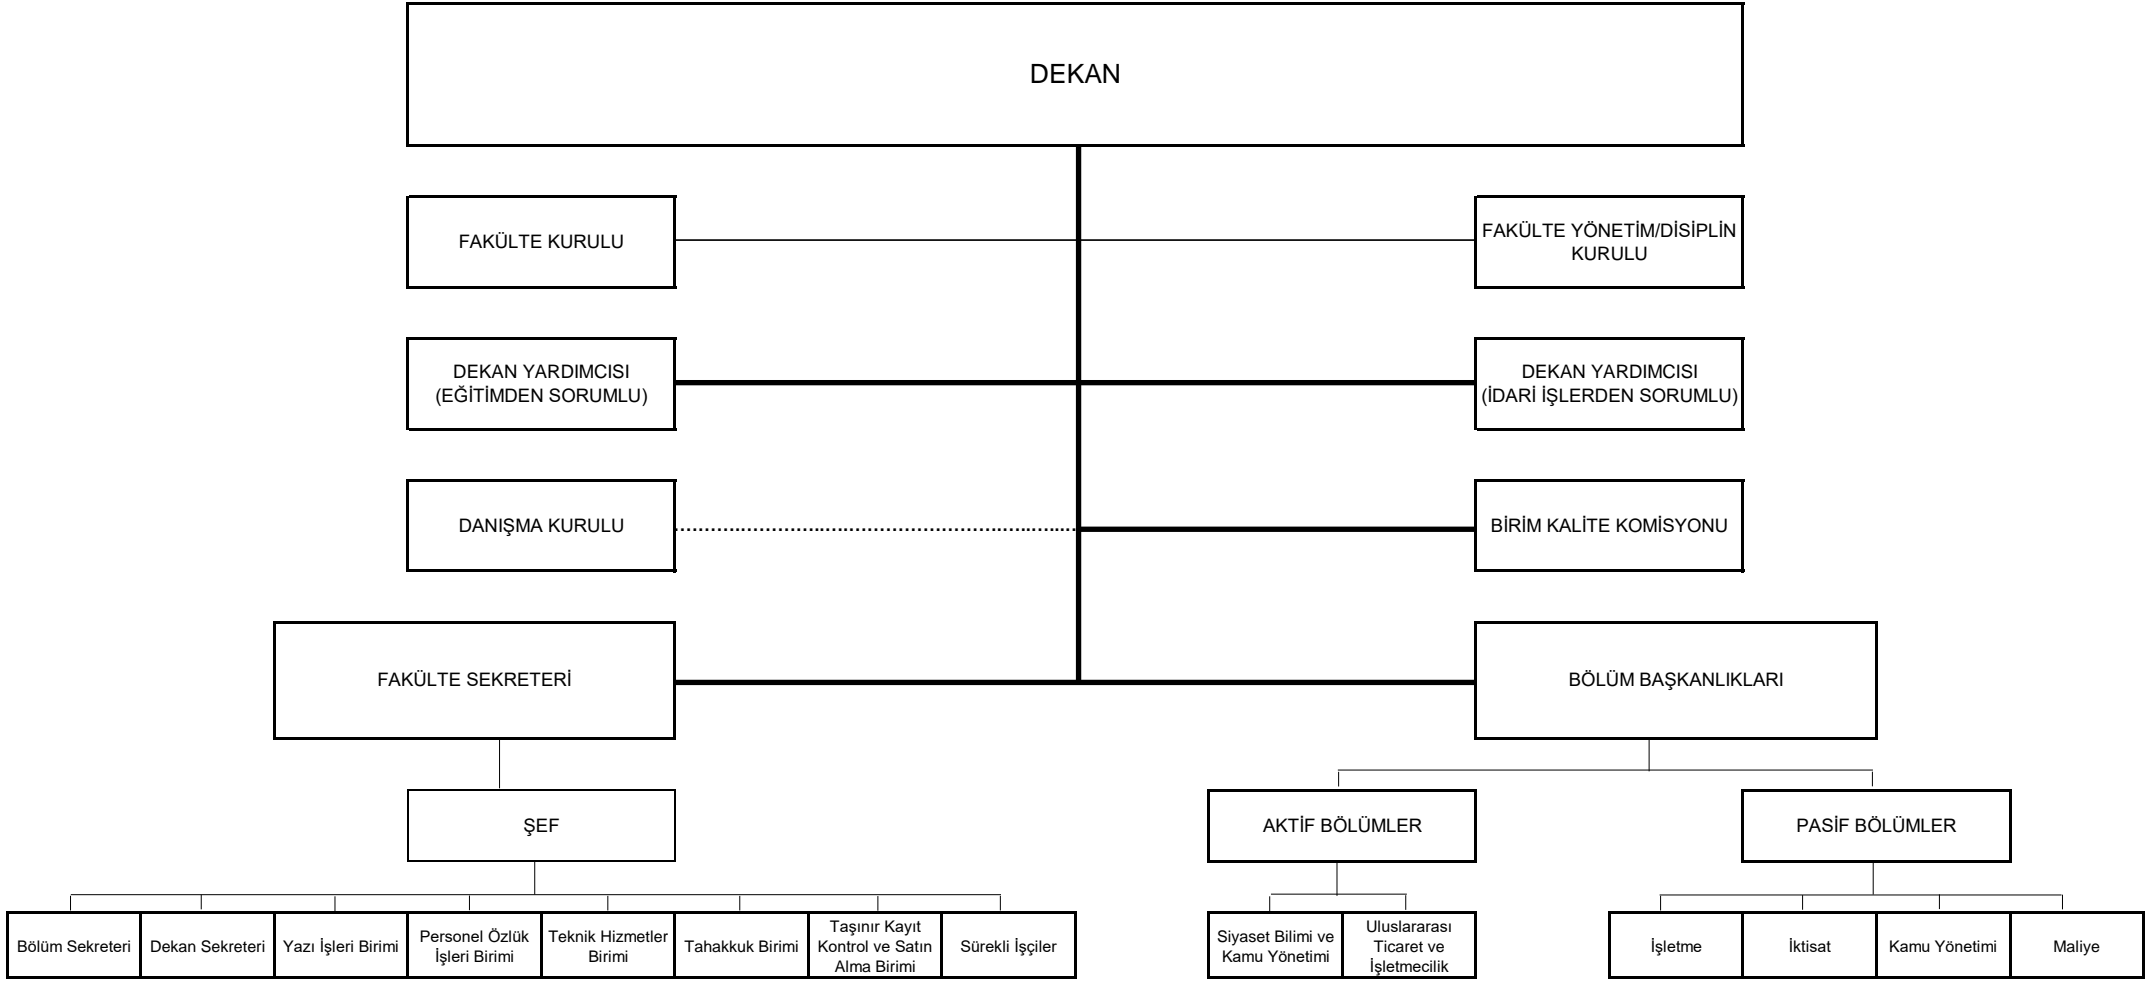 DEKAN
FAKÜLTE KURULU
FAKÜLTE YÖNETİM/DİSİPLİN
KURULU
DEKAN YARDIMCISI
(EĞİTİMDEN SORUMLU)
DEKAN YARDIMCISI
(İDARİ İŞLERDEN SORUMLU)
DANIŞMA KURULU
BİRİM KALİTE KOMİSYONU
FAKÜLTE SEKRETERİ
BÖLÜM BAŞKANLIKLARI
ŞEF
AKTİF BÖLÜMLER
PASİF BÖLÜMLER
Bölüm Sekreteri
Dekan Sekreteri
Yazı İşleri Birimi
Personel Özlük
İşleri Birimi
Teknik Hizmetler
Birimi
Tahakkuk Birimi
Taşınır Kayıt
Kontrol ve Satın
Alma Birimi
Sürekli İşçiler
Siyaset Bilimi ve
Kamu Yönetimi
Uluslararası
Ticaret ve
İşletmecilik
İşletme
İktisat
Kamu Yönetimi
Maliye